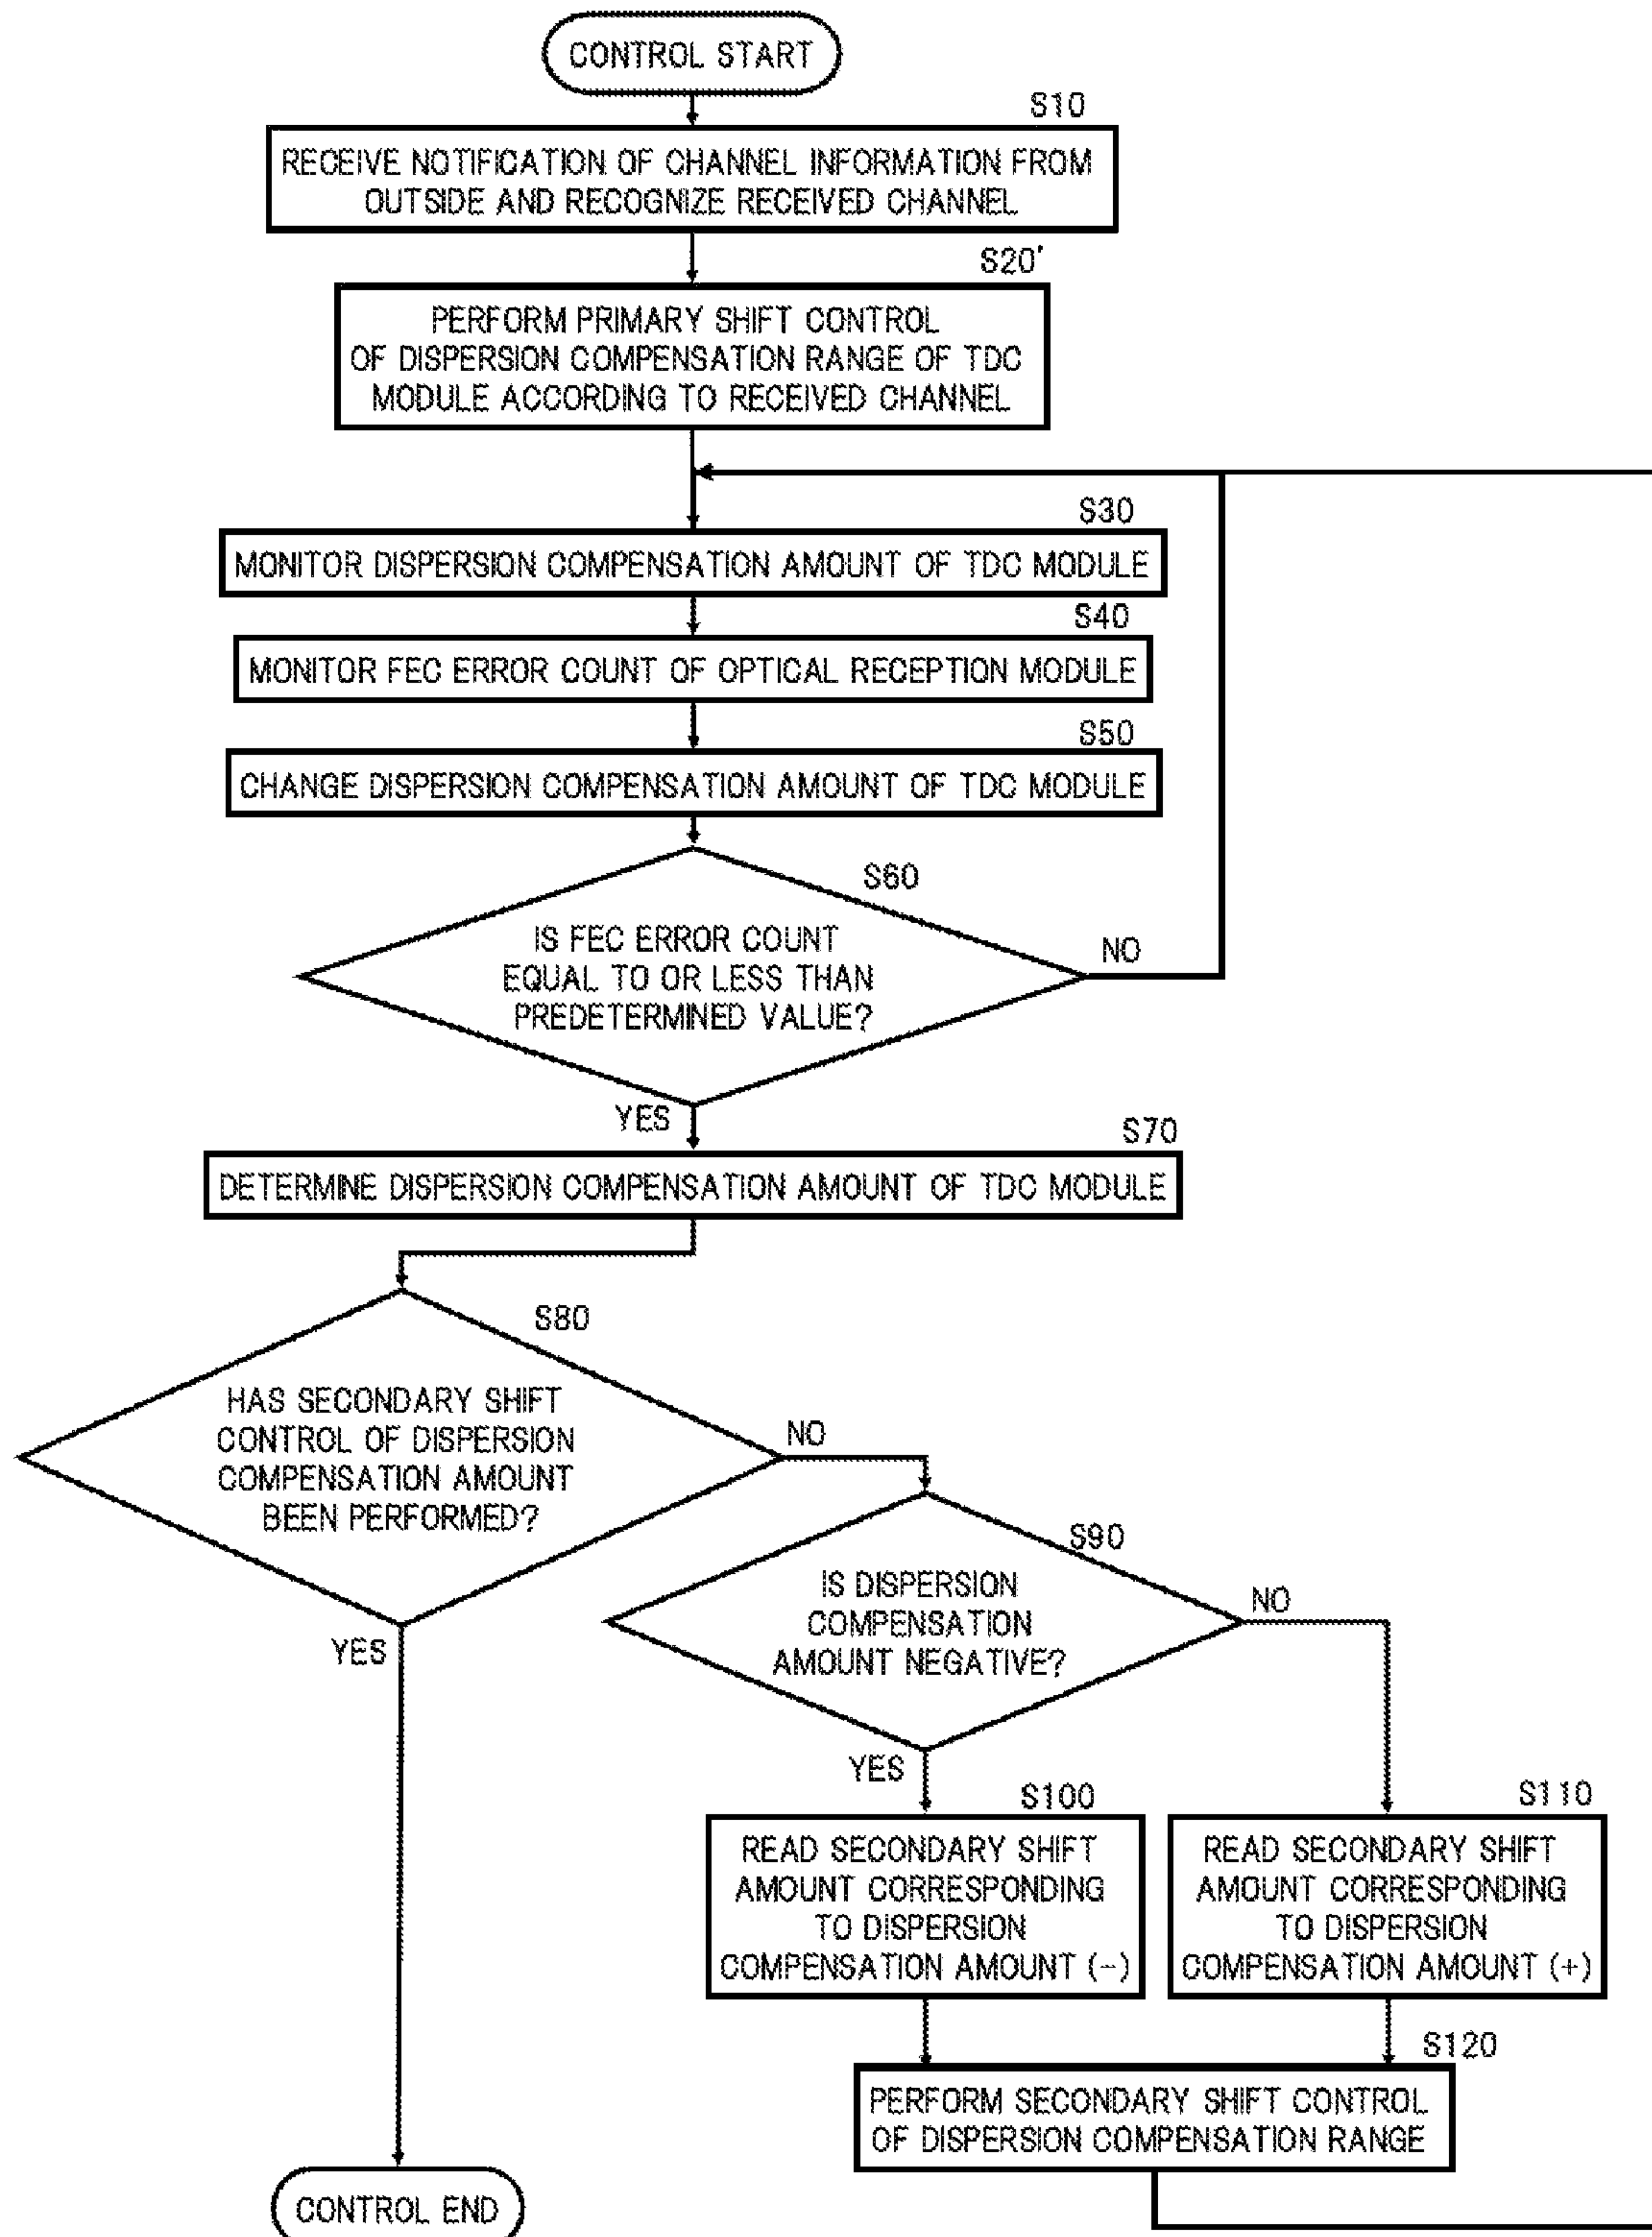 CONTROL START
S10
RECEIVE NOTIFICATION OF CHANNEL INFORMATION FROM
OUTSIDE AND RECOGNIZE RECEIVED CHANNEL
S20'
PERFORM PRIMARY SHIFT CONTROL
OF DISPERSION COMPENSATION RANGE OF TDC
MODULE ACCORDING TO RECEIVED CHANNEL
S30
MONITOR DISPERSION COMPENSATION AMOUNT OF TDC MODULE
S40
MONITOR FEC ERROR COUNT OF OPTICAL RECEPTION MODULE
S50
CHANGE DISPERSION COMPENSATION AMOUNT OF TDC MODULE
S60
IS FEC ERROR COUNT
EQUAL TO OR LESS THAN
PREDETERMINED VALUE?
NO
YES
S70
DETERMINE DISPERSION COMPENSATION AMOUNT OF TDC MODULE
S80
HAS SECONDARY SHIFT
CONTROL OF DISPERSION
COMPENSATION AMOUNT
BEEN PERFORMED?
NO
YES
S90
IS DISPERSION
COMPENSATION
AMOUNT NEGATIVE?
NO
YES
S100
READ SECONDARY SHIFT
AMOUNT CORRESPONDING
TO DISPERSION
COMPENSATION AMOUNT (−)
S110
READ SECONDARY SHIFT
AMOUNT CORRESPONDING
TO DISPERSION
COMPENSATION AMOUNT (+)
S120
PERFORM SECONDARY SHIFT CONTROL
OF DISPERSION COMPENSATION RANGE
CONTROL END